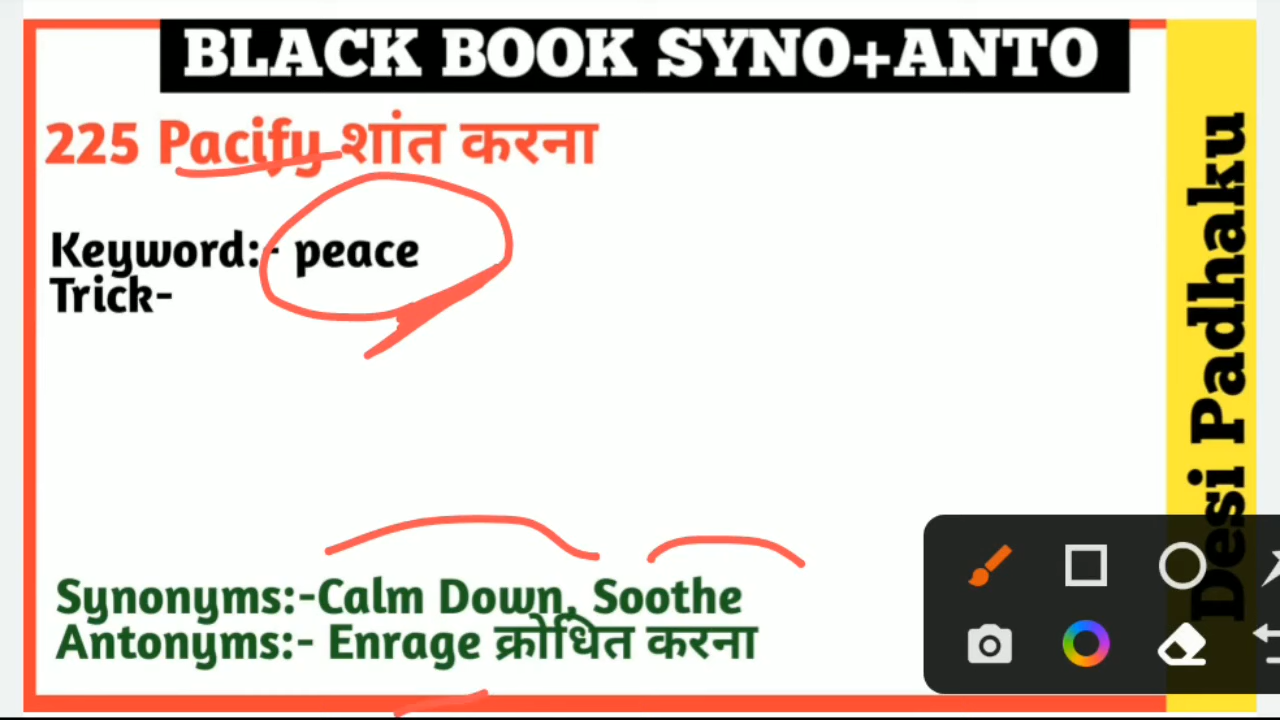 BLACK BOOK SYNO+ANTO
225 Pacify शांत करना
Keyword:- peace
Trick-
Synonyms:-Calm Down, Soothe
Antonyms:- Enrage क्रोधित करना
Desi Padhaku